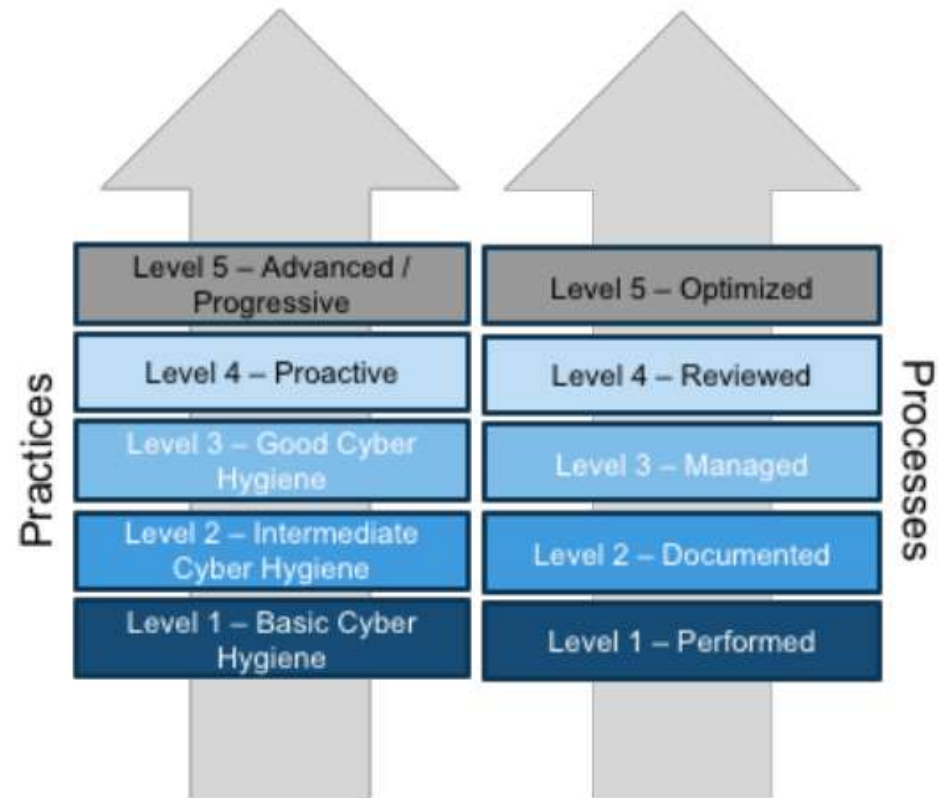 Practices
Level 5 – Advanced /
Progressive
Level 4 – Proactive
Level 3 – Good Cyber
Hygiene
Level 2 – Intermediate
Cyber Hygiene
Level 1 – Basic Cyber
Hygiene
Level 5 – Optimized
Level 4 – Reviewed
Level 3 – Managed
Level 2 – Documented
Level 1 – Performed
Processes